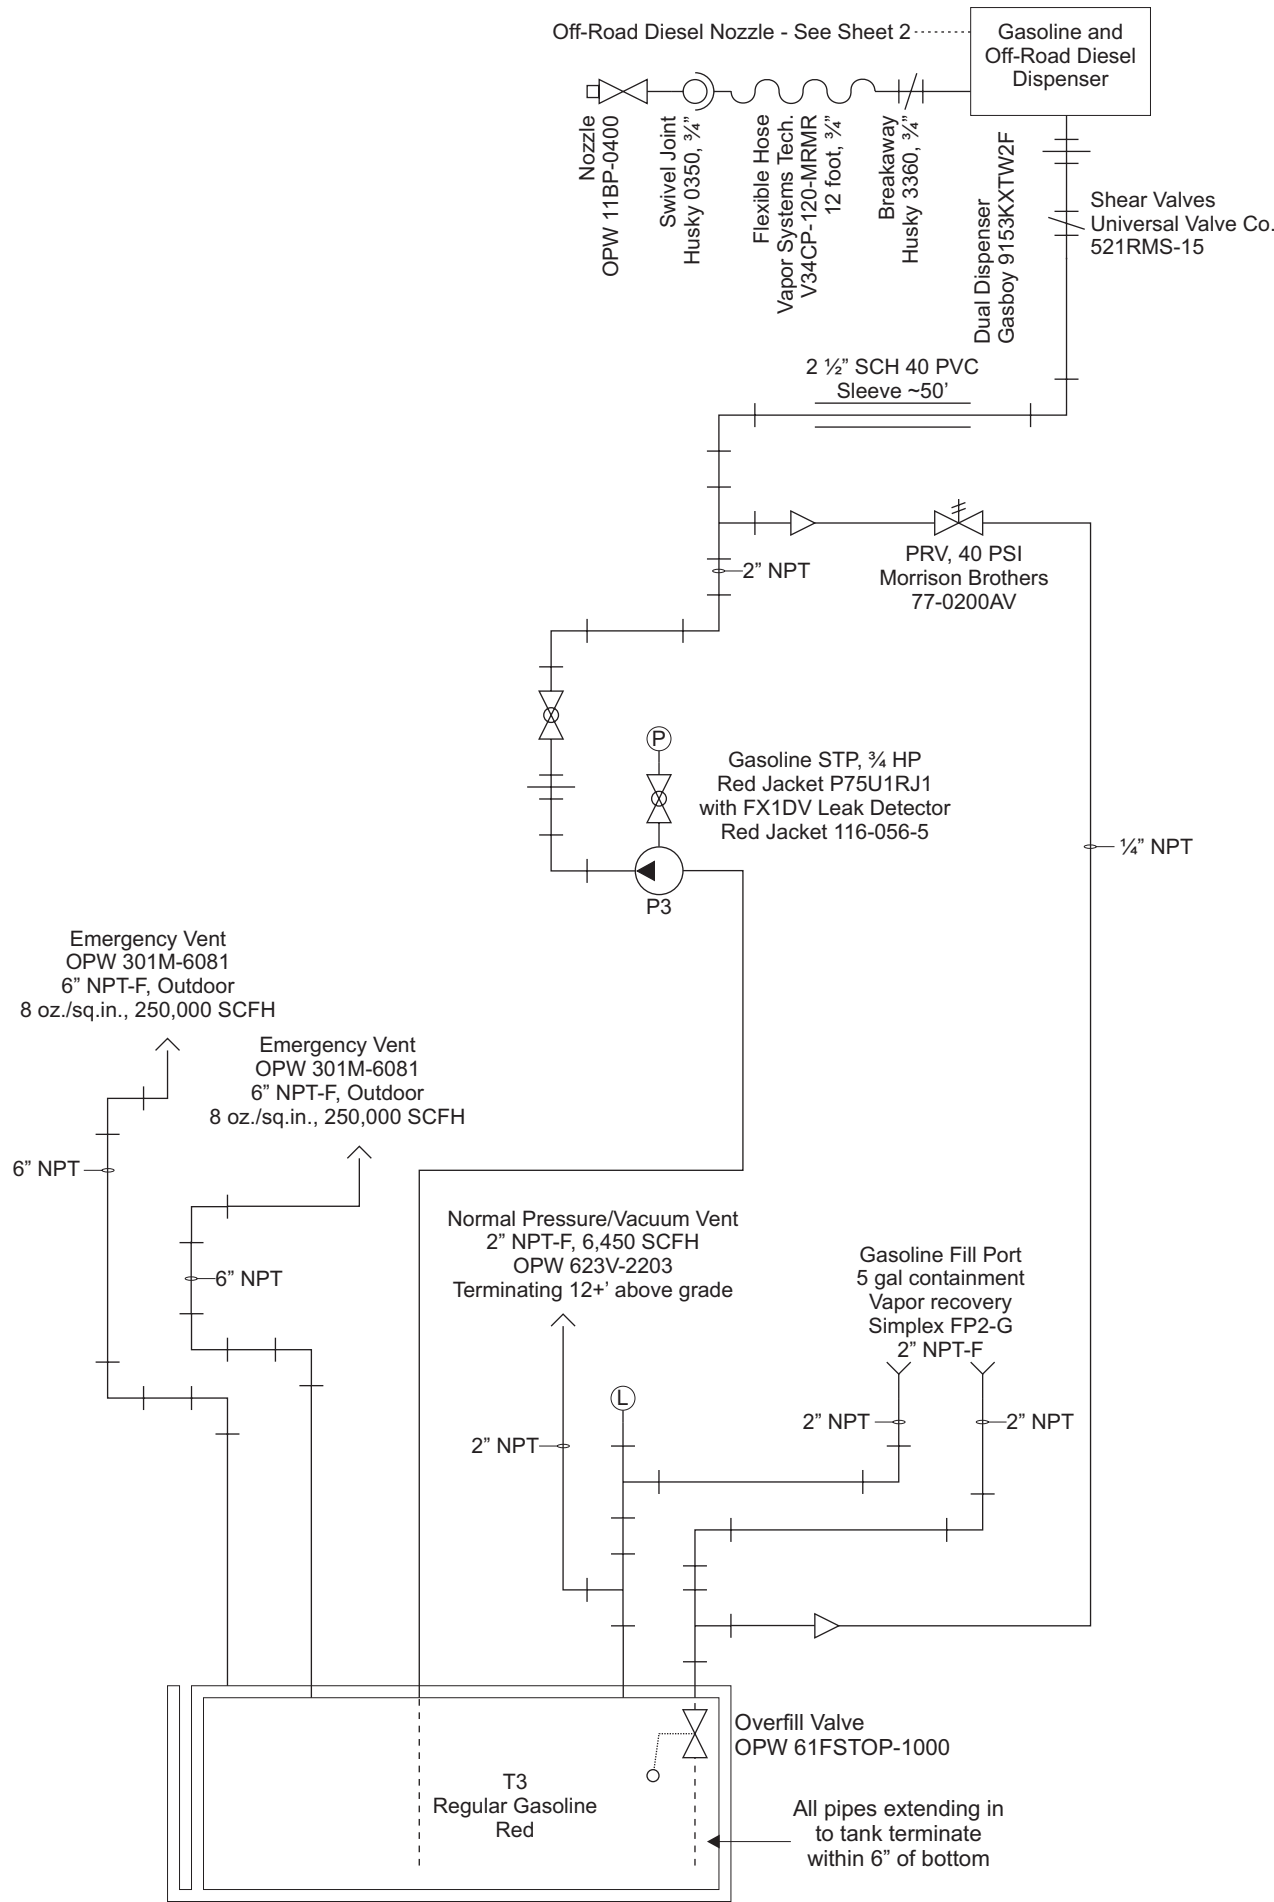 Off-Road Diesel Nozzle - See Sheet 2
Gasoline and
Off-Road Diesel
Dispenser
Nozzle
OPW 11BP-0400
Swivel Joint
Husky 0350, ¾”
Flexible Hose
Vapor Systems Tech.
V34CP-120-MRMR
12 foot, ¾”
Breakaway
Husky 3360, ¾”
Dual Dispenser
Gasboy 9153KXTW2F
Shear Valves
Universal Valve Co.
521RMS-15
2 ½” SCH 40 PVC
Sleeve ~50’
PRV, 40 PSI
Morrison Brothers
77-0200AV
2” NPT
P
Gasoline STP, ¾ HP
Red Jacket P75U1RJ1
with FX1DV Leak Detector
Red Jacket 116-056-5
P3
¼” NPT
Emergency Vent
OPW 301M-6081
6” NPT-F, Outdoor
8 oz./sq.in., 250,000 SCFH
Emergency Vent
OPW 301M-6081
6” NPT-F, Outdoor
8 oz./sq.in., 250,000 SCFH
6” NPT
6” NPT
Normal Pressure/Vacuum Vent
2” NPT-F, 6,450 SCFH
OPW 623V-2203
Terminating 12+’ above grade
Gasoline Fill Port
5 gal containment
Vapor recovery
Simplex FP2-G
2” NPT-F
L
2” NPT
2” NPT
2” NPT
Overfill Valve
OPW 61FSTOP-1000
T3
Regular Gasoline
Red
All pipes extending in
to tank terminate
within 6” of bottom